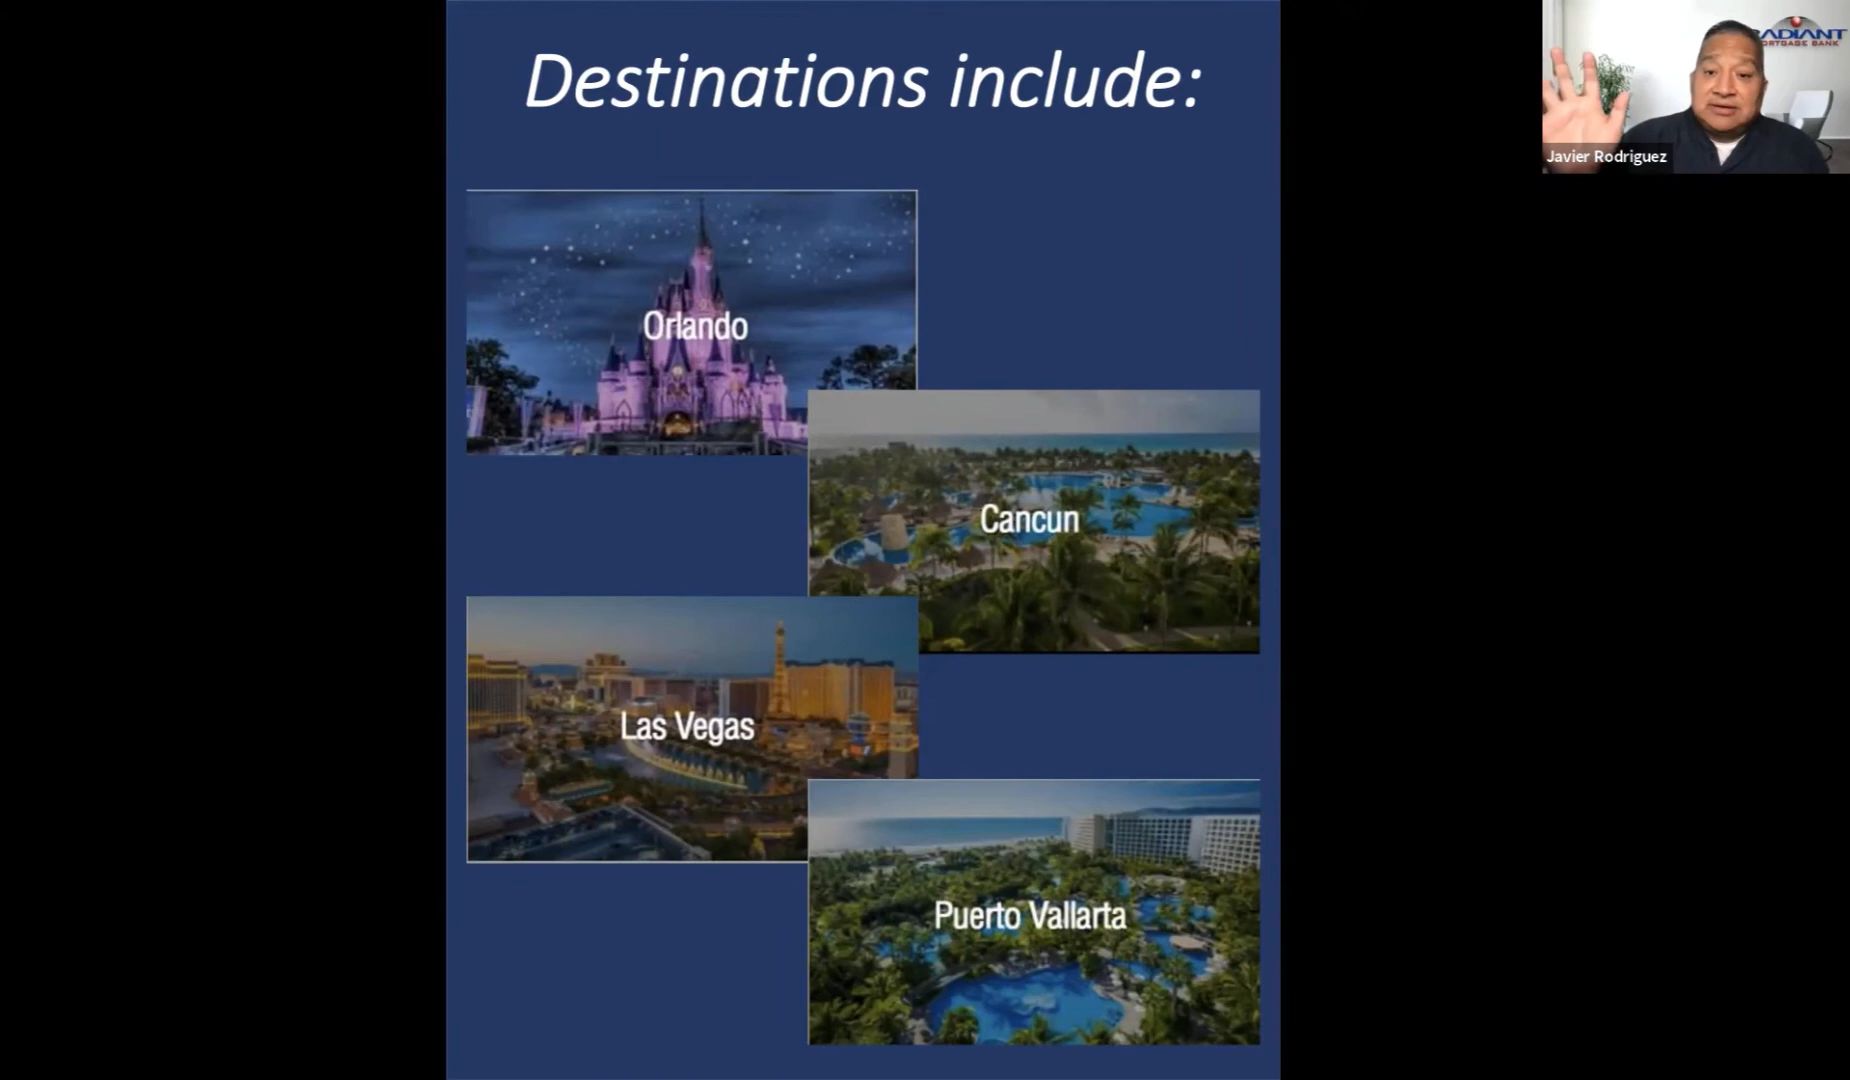 Destinations include:
RADIANT
MORTGAGE BANK
Javier Rodriguez
Orlando
Cancun
Las Vegas
Puerto Vallarta